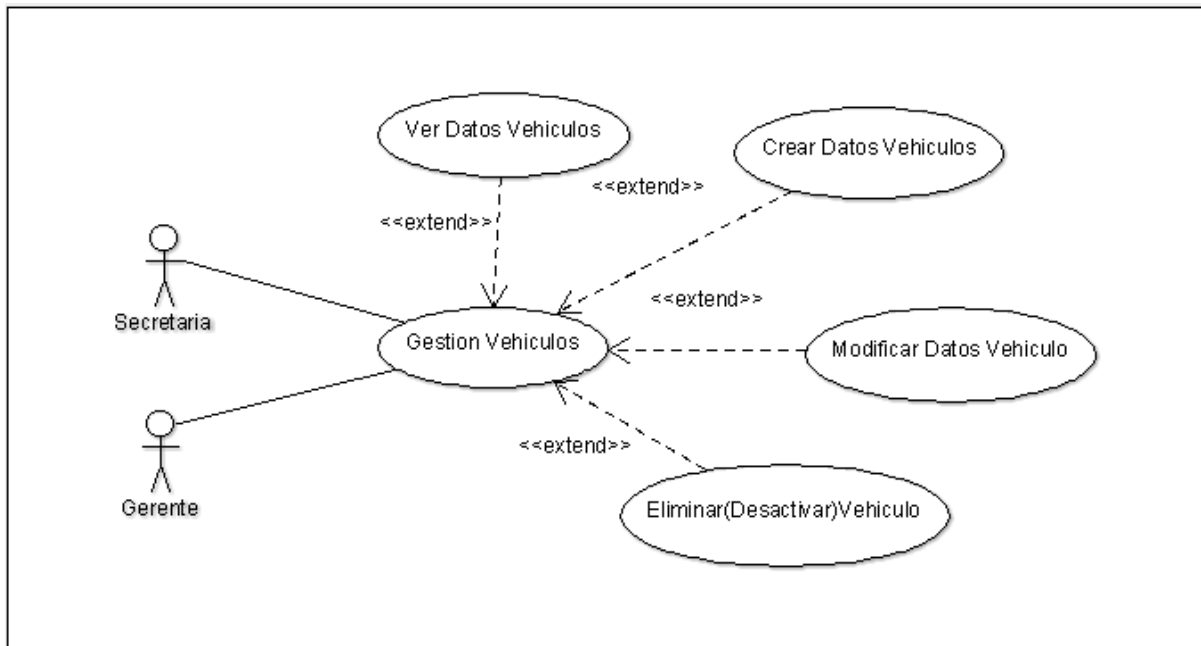 Ver Datos Vehiculos
Crear Datos Vehiculos
<<extend>>
<<extend>>
Secretaria
<<extend>>
Gestion Vehiculos
Modificar Datos Vehiculo
<<extend>>
Gerente
Eliminar(Desactivar)Vehiculo